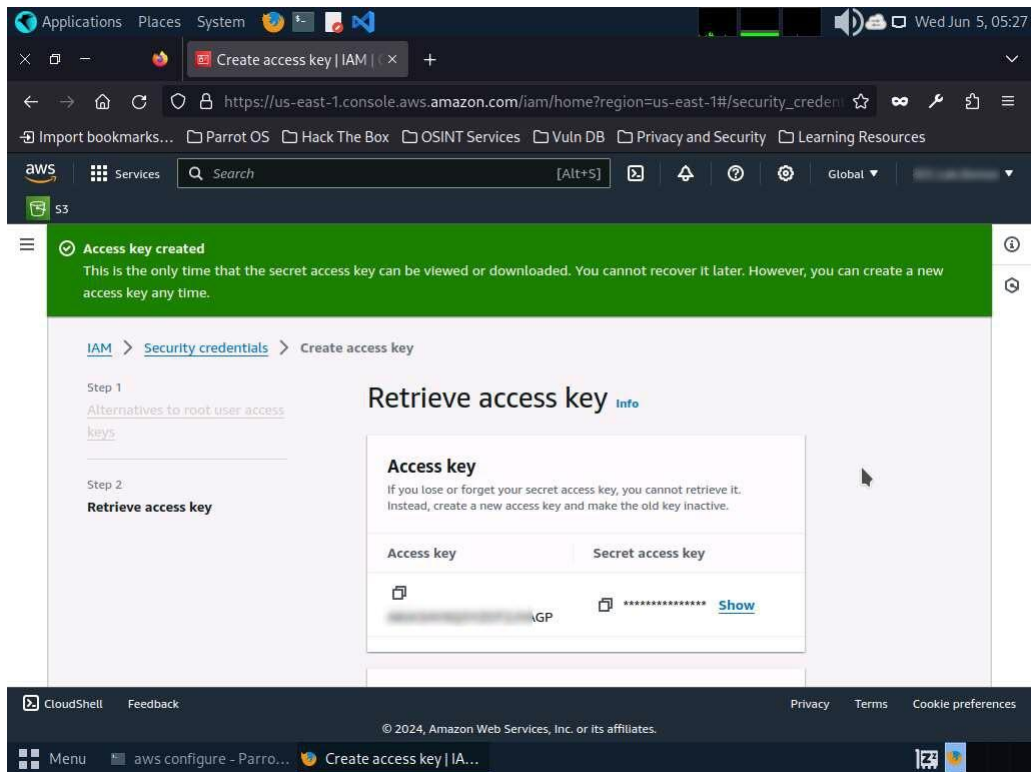 Applications Places System Wed Jun 5, 05:27
Create access key | IAM |
https://us-east-1.console.aws.amazon.com/iam/home?region=us-east-1#/security_creden
Import bookmarks... Parrot OS Hack The Box OSINT Services Vuln DB Privacy and Security Learning Resources
aws Services Search [Alt+S] Global
S3
Access key created
This is the only time that the secret access key can be viewed or downloaded. You cannot recover it later. However, you can create a new
access key any time.
IAM > Security credentials > Create access key
Step 1
Alternatives to root user access
keys
Step 2
Retrieve access key
Retrieve access key Info
Access key
If you lose or forget your secret access key, you cannot retrieve it.
Instead, create a new access key and make the old key inactive.
Access key Secret access key
*************** Show
AGP
CloudShell Feedback Privacy Terms Cookie preferences
© 2024, Amazon Web Services, Inc. or its affiliates.
Menu aws configure - Parro... Create access key | IA...